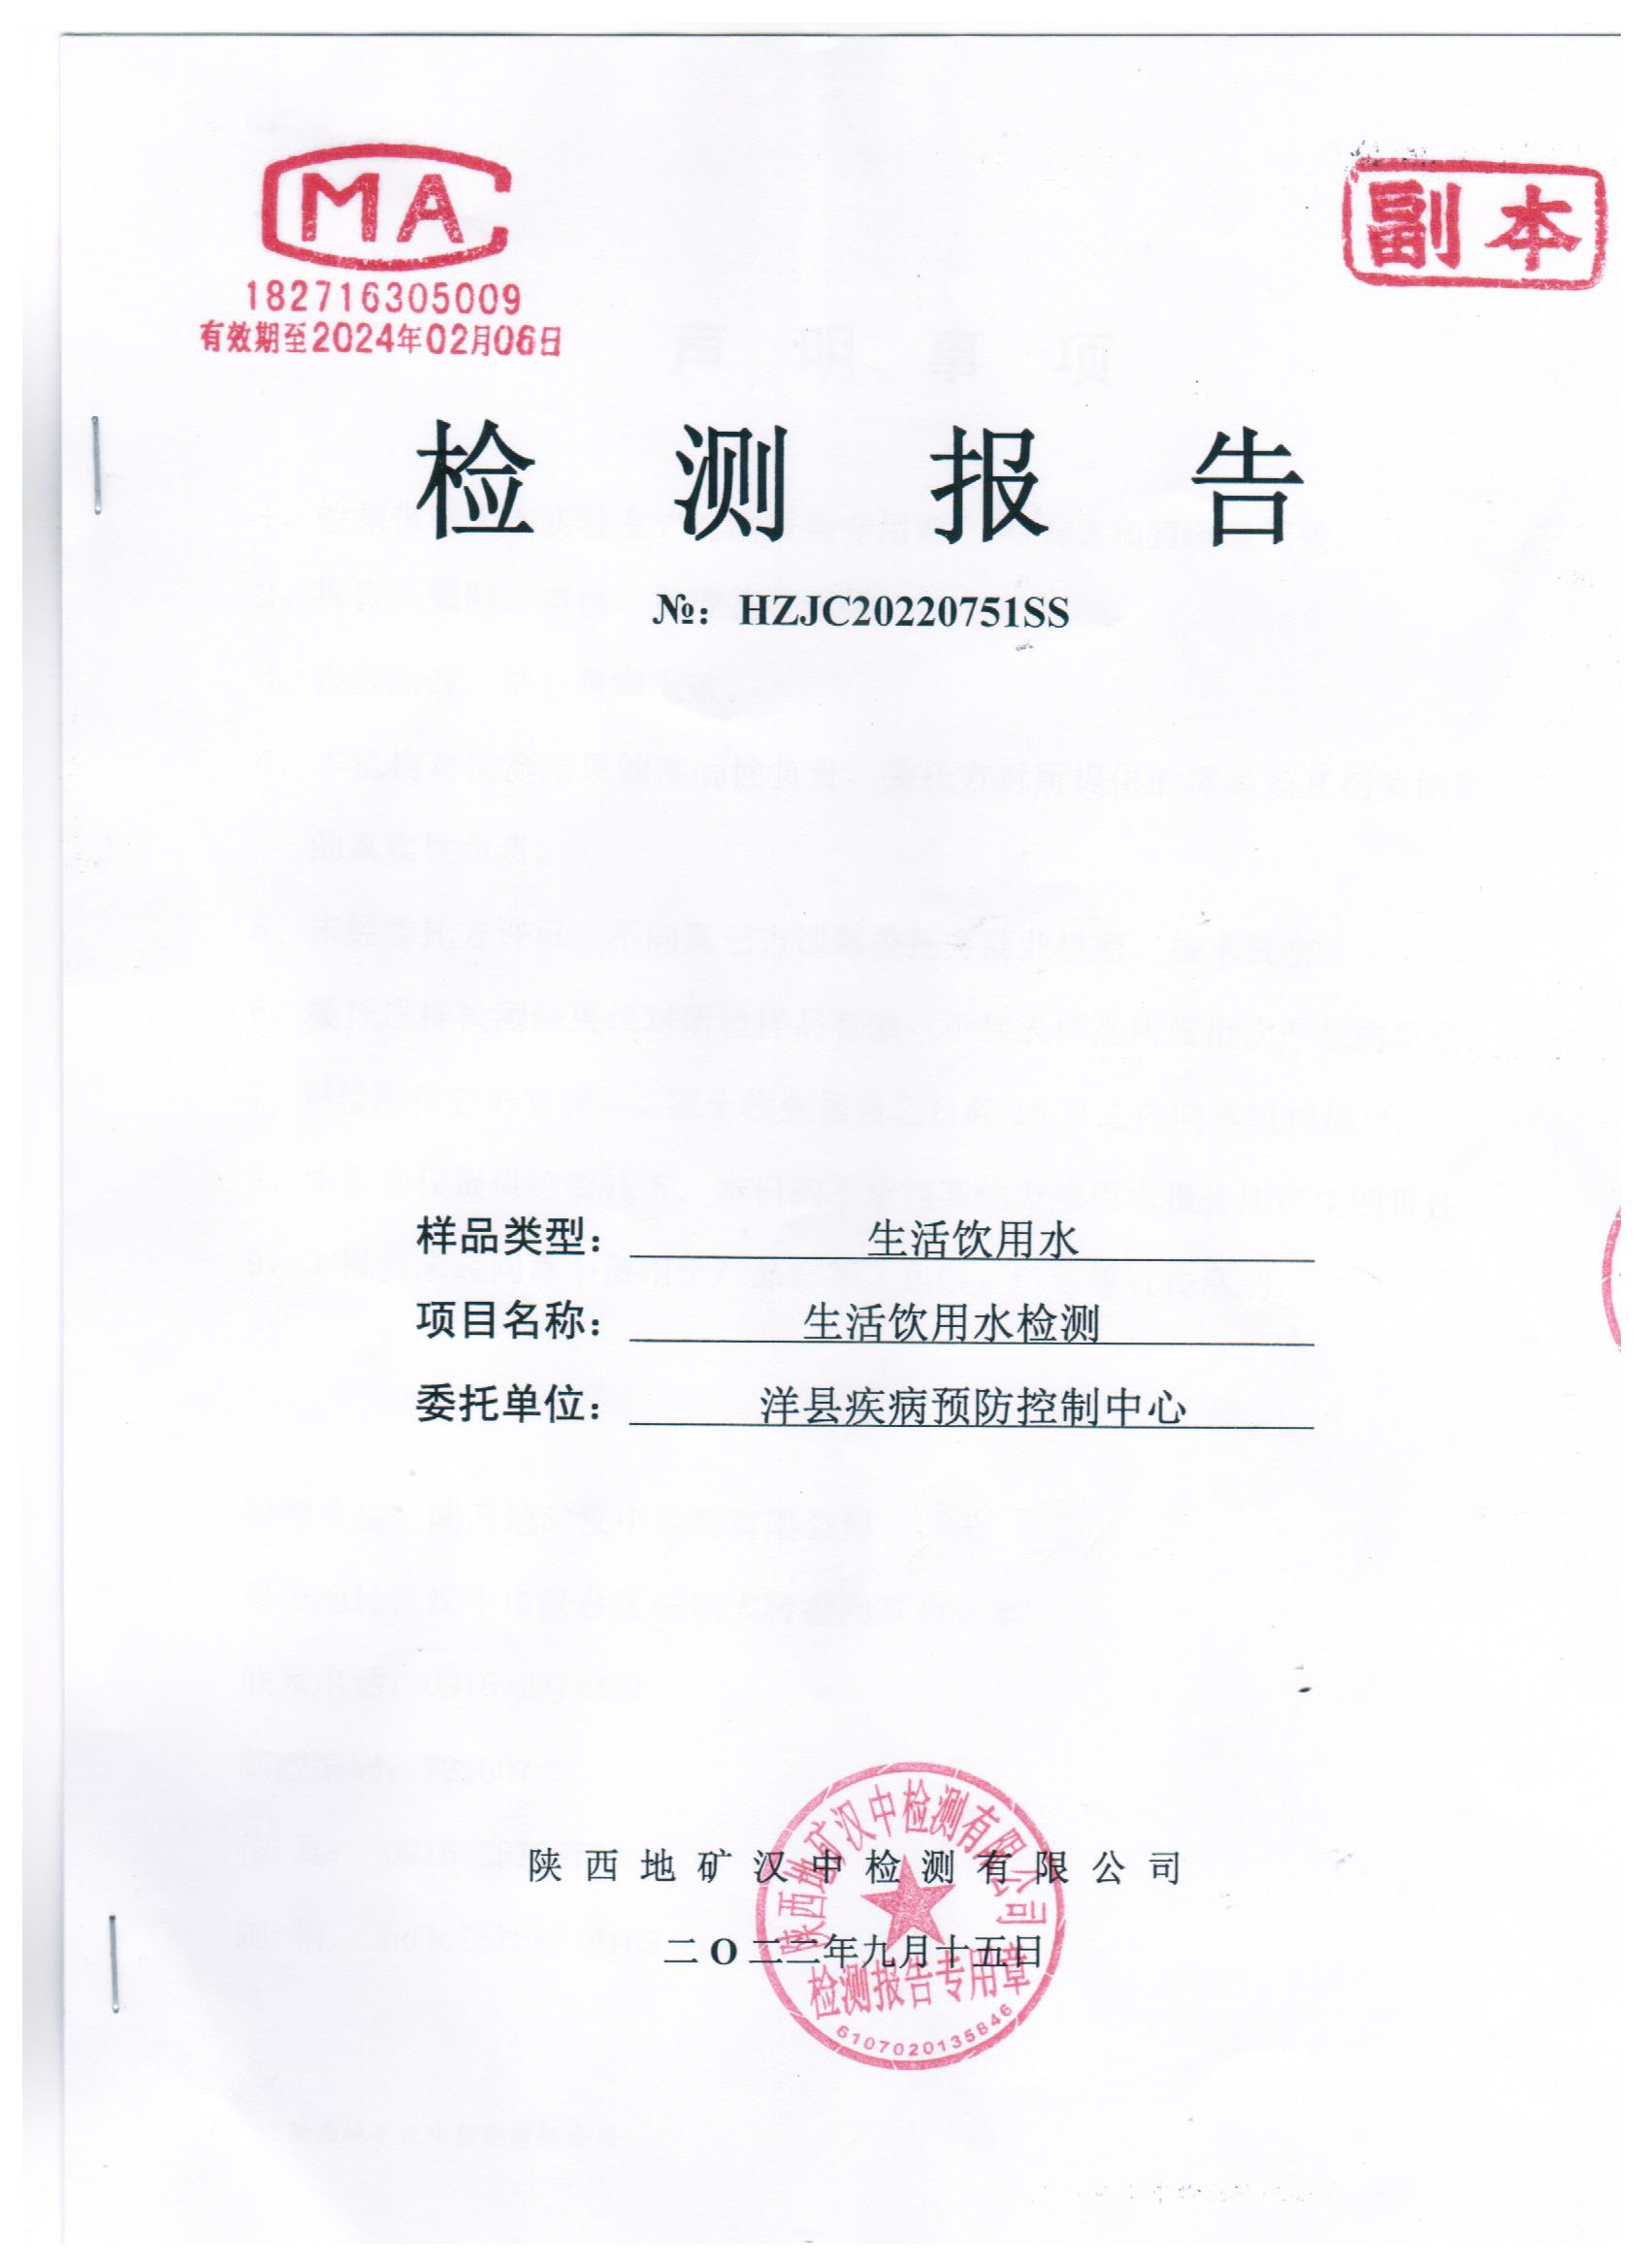 MA
182716305009
有效期至2024年02月06日
副本
检测报告
№: HZJC20220751SS
样品类型: 生活饮用水
项目名称: 生活饮用水检测
委托单位: 洋县疾病预防控制中心
陕西地矿汉中检测有限公司
二O二二年九月十五日
陕西地矿汉中检测有限公司
检测报告专用章
6107020135846